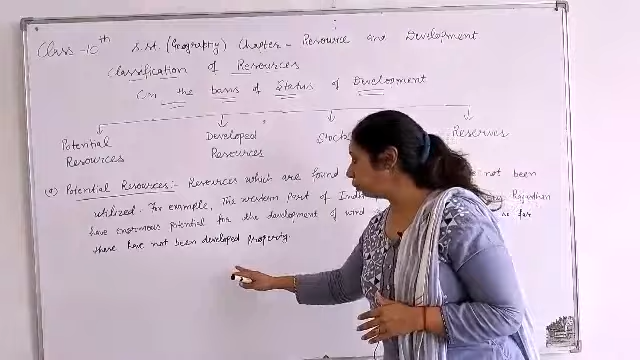 Class-10th S.St. (Geography) Chapter - Resource and Development
Classification of Resources
On the basis of Status of Development
Potential Resources
Developed Resources
Stocks
Reserves
(a) Potential Resources:- Resources which are found not been
utilized. For example, The western part of India Rajasthan
have enormous potential for the development of wind so far
these have not been developed property.